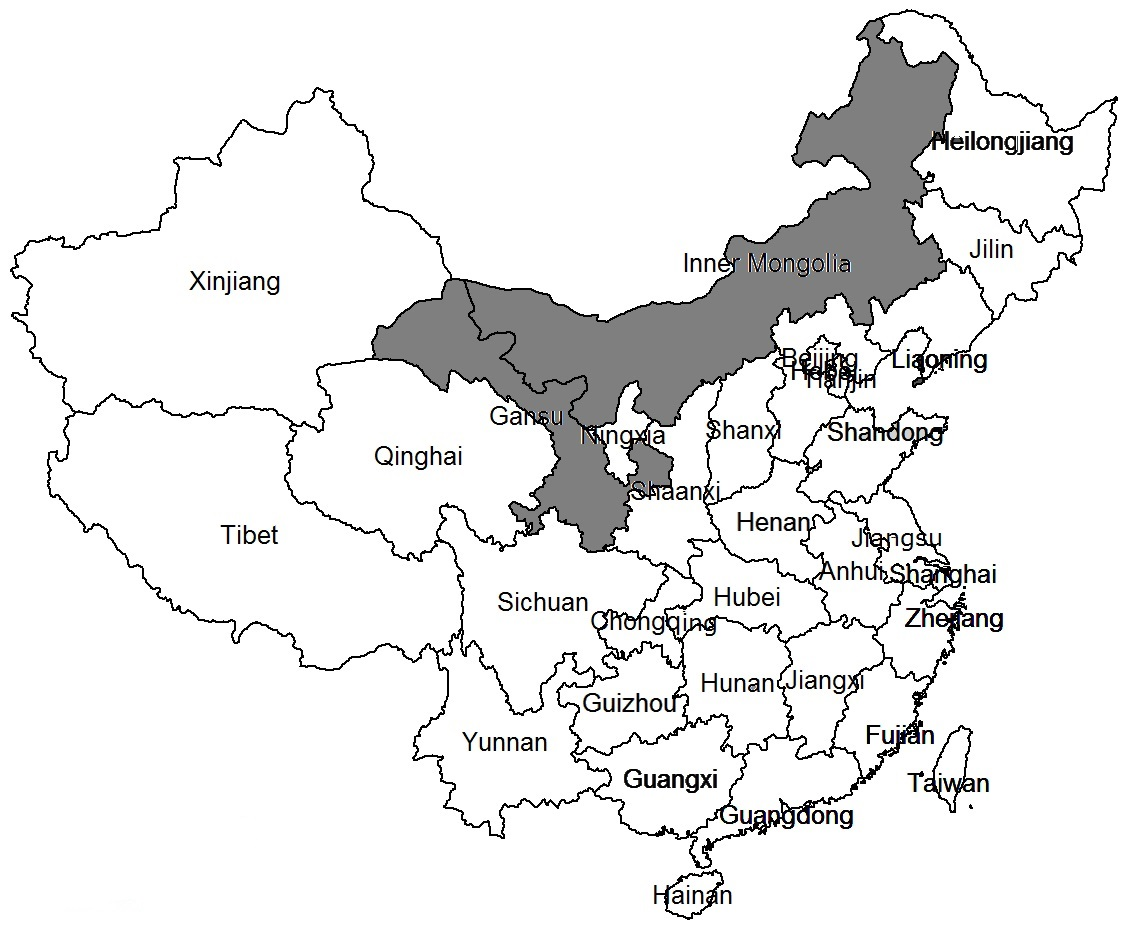 Heilongjiang
Jilin
Inner Mongolia
Xinjiang
Beijing
Liaoning
Hebei
Tianjin
Gansu
Ningxia
Shanxi
Shandong
Qinghai
Shaanxi
Henan
Tibet
Jiangsu
Anhui
Shanghai
Sichuan
Hubei
Chongqing
Zhejiang
Hunan
Jiangxi
Guizhou
Fujian
Yunnan
Guangxi
Taiwan
Guangdong
Hainan